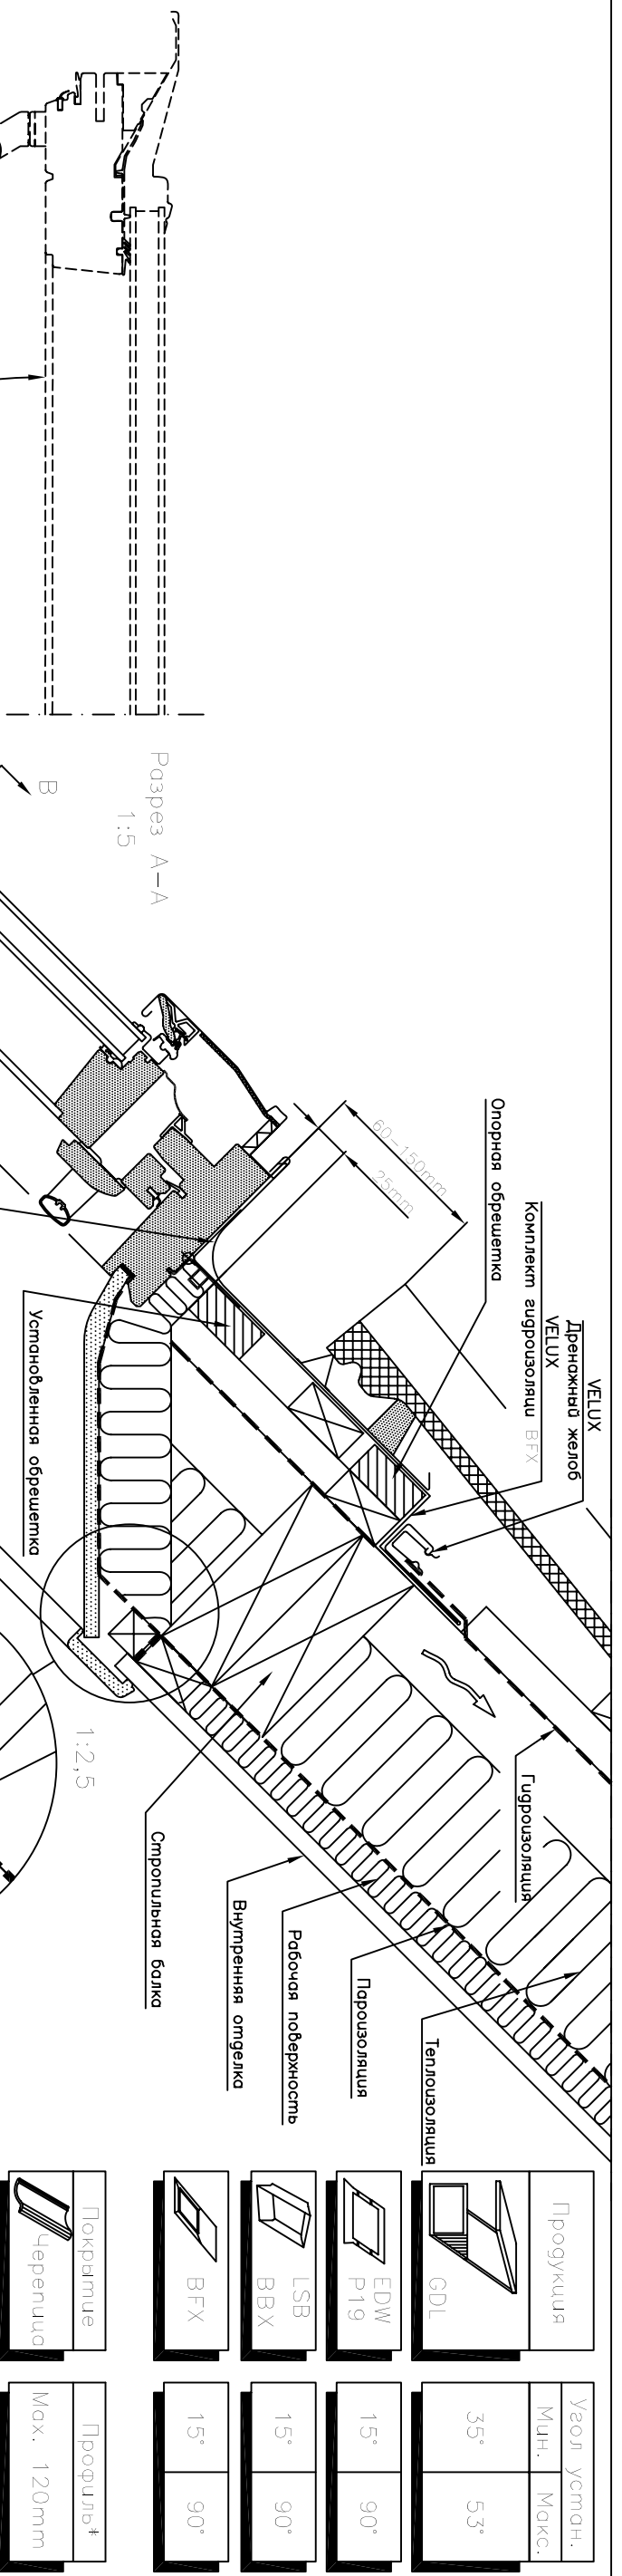 Разрез А–А
1:5
В
60–150mm
25mm
Опорная обрешетка
Комплект гидроизоляци BFX
VELUX
Дренажный желоб
VELUX
Установленная обрешетка
1:2,5
Гидроизоляция
Теплоизоляция
Пароизоляция
Рабочая поверхность
Внутренняя отделка
Стропильная балка
Продукция
Угол устан.
Мин. Макс.
GDL 35° 53°
EDW
P19 15° 90°
LSB
BBX 15° 90°
BFX 15° 90°
Покрытие Профиль*
Черепица Max. 120mm